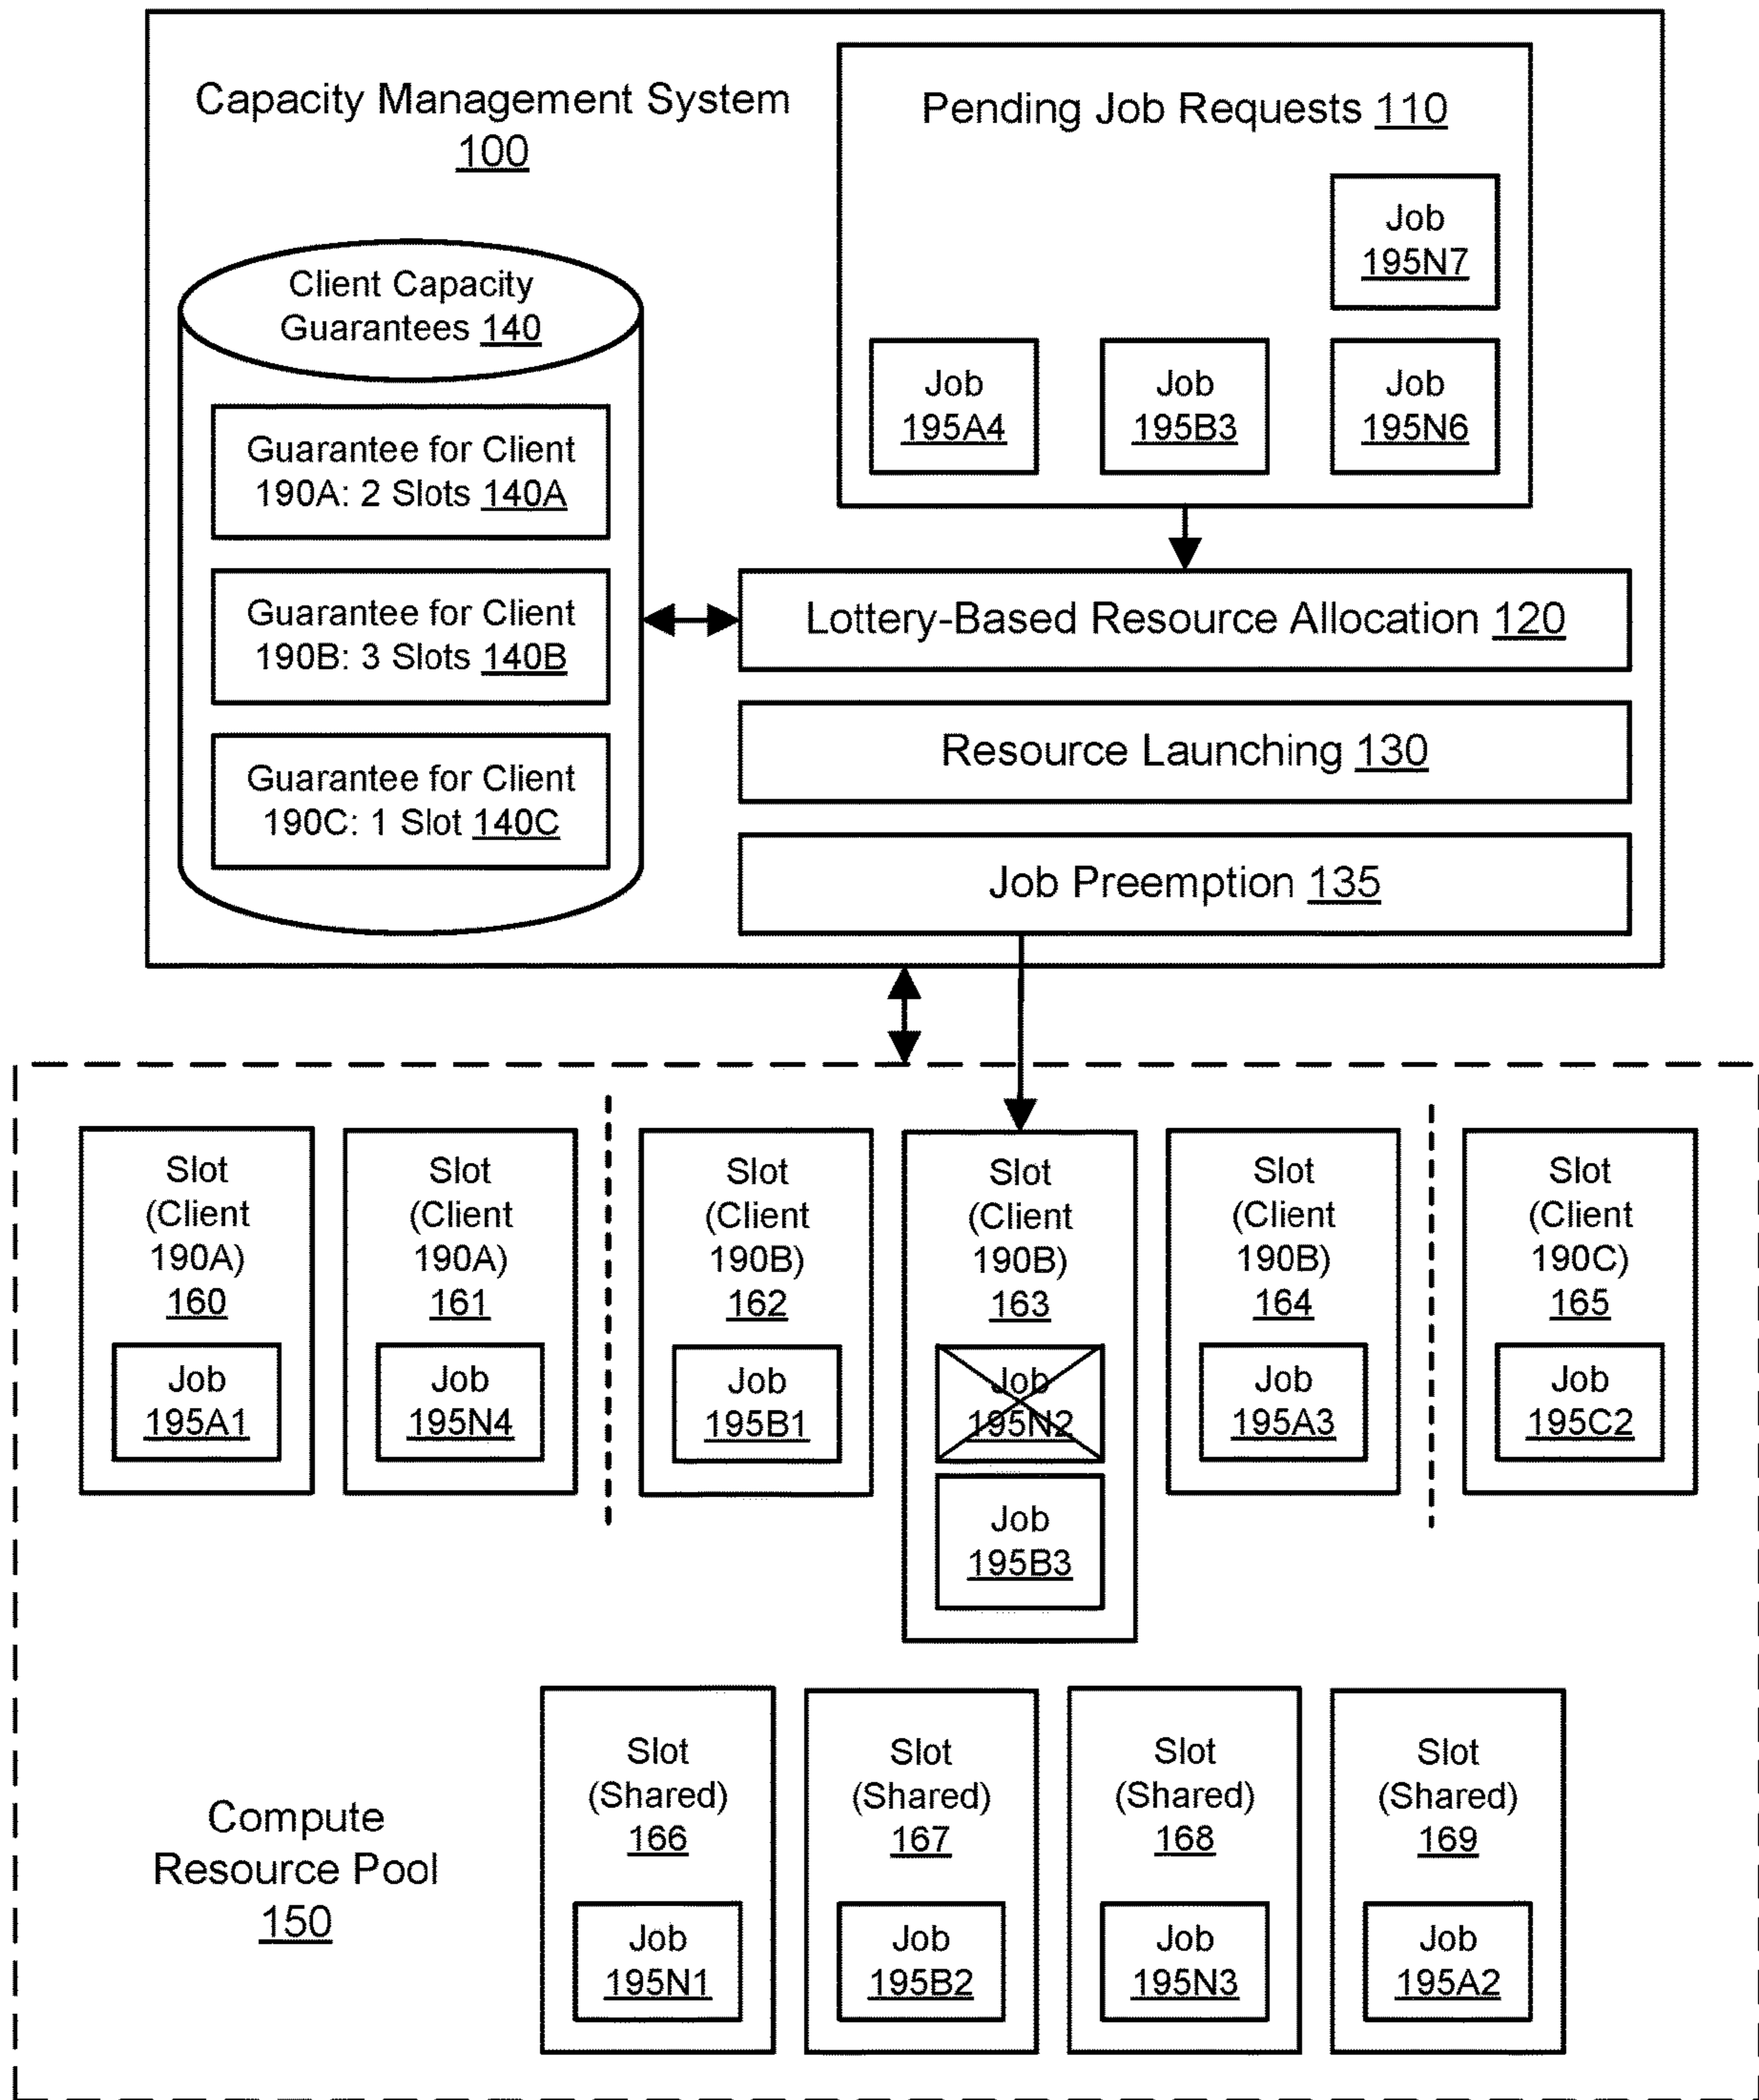 Capacity Management System
100
Pending Job Requests 110
Job
195N7
Job
195A4
Job
195B3
Job
195N6
Client Capacity
Guarantees 140
Guarantee for Client
190A: 2 Slots 140A
Guarantee for Client
190B: 3 Slots 140B
Guarantee for Client
190C: 1 Slot 140C
Lottery-Based Resource Allocation 120
Resource Launching 130
Job Preemption 135
Slot
(Client
190A)
160
Job
195A1
Slot
(Client
190A)
161
Job
195N4
Slot
(Client
190B)
162
Job
195B1
Slot
(Client
190B)
163
Job
195N2
Job
195B3
Slot
(Client
190B)
164
Job
195A3
Slot
(Client
190C)
165
Job
195C2
Compute
Resource Pool
150
Slot
(Shared)
166
Job
195N1
Slot
(Shared)
167
Job
195B2
Slot
(Shared)
168
Job
195N3
Slot
(Shared)
169
Job
195A2